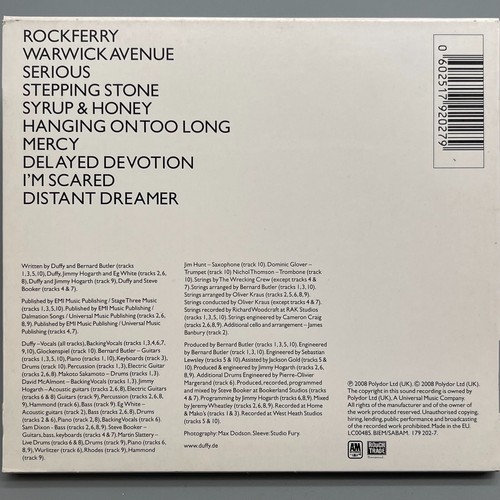 ROCKFERRY
WARWICK AVENUE
SERIOUS
STEPPING STONE
SYRUP & HONEY
HANGING ON TOO LONG
MERCY
DELAYED DEVOTION
I'M SCARED
DISTANT DREAMER
0 602517 920279
Written by Duffy and Bernard Butler (tracks
1,3,5,10), Duffy, Jimmy Hogarth and Eg White (tracks 2,6,
8), Duffy and Jimmy Hogarth (track 9), Duffy and Steve
Booker (tracks 4 & 7).
Published by EMI Music Publishing / Stage Three Music
(tracks 1,3,5,10), Published by EMI Music Publishing /
Dalmation Songs / Universal Music Publishing (tracks 2,6,
8,9), Published by EMI Music Publishing / Universal Music
Publishing (tracks 4,7).
Duffy – Vocals (all tracks), Backing Vocals (tracks 1,3,4,6,7,
9,10), Glockenspiel (track 10). Bernard Butler – Guitars
(tracks 1,3,5,10), Piano (tracks 1,10), Keyboards (track 3),
Drums (track 10), Percussion (tracks 1,3), Electric Guitar
(tracks 2,6,8), Makoto Sakamoto – Drums (tracks 1,3),
David McAlmont – Backing Vocals (tracks 1,3), Jimmy
Hogarth – Acoustic guitars (tracks 2,6,8), Electric Guitars
(tracks 6 & 8) Guitars (track 9), Percussion (tracks 2,6,8,
9), Hammond (track 6), Bass (track 9), Eg White –
Acoustic guitars (track 2), Bass (tracks 2,6,8), Drums
(tracks 2 & 6), Piano (track 2,8), Backing Vocals (track 6).
Sam Dixon – Bass (tracks 2,6,8,9), Steve Booker –
Guitars, bass, keyboards (tracks 4 & 7), Martin Slattery –
Live Drums (tracks 6 & 8), Drums (track 9), Piano (tracks
6,8,9), Wurlitzer (track 6), Rhodes (track 9), Hammond
(track 9).
Jim Hunt – Saxophone (track 10), Dominic Glover –
Trumpet (track 10) Nichol Thomson – Trombone (track
10). Strings by The Wrecking Crew (except tracks 4 &
7). Strings arranged by Bernard Butler (tracks 1,3,10).
Strings arranged by Oliver Kraus (tracks 2,5,6,8,9),
Strings conducted by Oliver Kraus (except tracks 4 & 7).
Strings recorded by Richard Woodcraft at RAK Studios
(tracks 1,3,5,10). Strings engineered by Cameron Craig
(tracks 2,6,8,9). Additional cello and arrangement – James
Banbury (track 2).
Produced by Bernard Butler (tracks 1,3,5,10). Engineered
by Bernard Butler (track 1,3,10). Engineered by Sebastian
Lewsley (tracks 5 & 10). Assisted by Jackson Gold (tracks 5 &
10). Produced & engineered by Jimmy Hogarth (tracks 2,6,
8,9), Additional Drums Engineered by Pierre-Olivier
Margerand (track 6). Produced, recorded, programmed
and mixed by Steve Booker at Bookerland Studios (tracks
4 & 7). Programming by Jimmy Hogarth (tracks 6,8,9). Mixed
by Jeremy Wheatley (tracks 2,6,8,9). Recorded at Home
& Mako's (tracks 1 & 3). Recorded at West Heath Studios
(tracks 5 & 10).
Photography: Max Dodson. Sleeve Studio Fury.
www.duffy.de
℗ 2008 Polydor Ltd (UK). © 2008 Polydor Ltd (UK).
The copyright in this sound recording is owned by
Polydor Ltd (UK). A Universal Music Company.
All rights of the manufacturer and of the owner of
the work produced reserved. Unauthorised copying,
hiring, lending, public performance and broadcasting
of the recorded work prohibited. Made in the EU.
LC00485. BIEM/SABAM. 179 202-7.
A&M
ROUGH TRADE